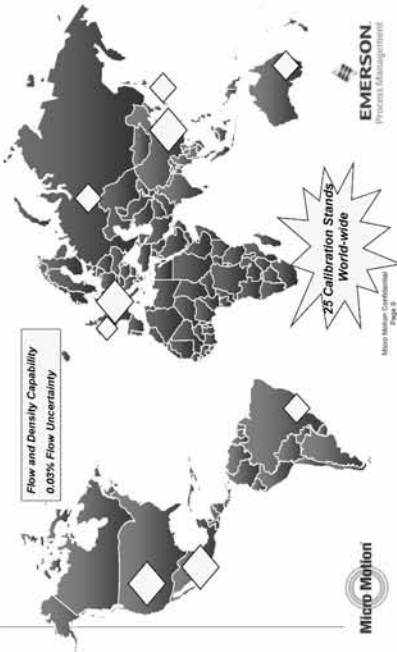 Flow and Density Capability
0.03% Flow Uncertainty
25 Calibration Stands
World-wide
Micro Motion
Micro Motion Confidential
Page 9
EMERSON
Process Management